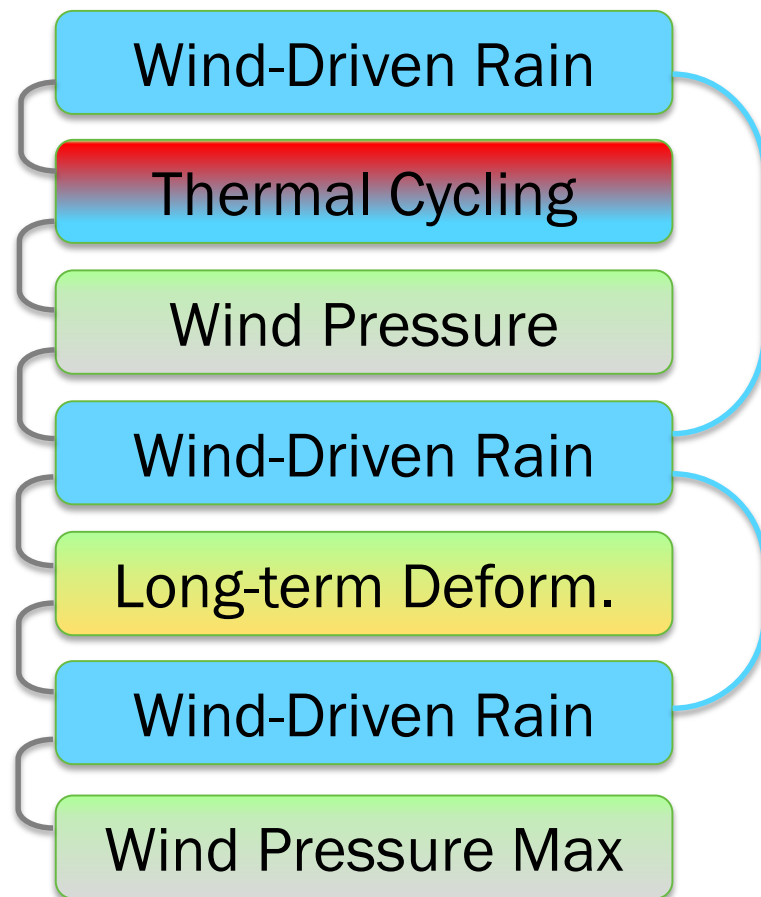 Wind-Driven Rain
Thermal Cycling
Wind Pressure
Wind-Driven Rain
Long-term Deform.
Wind-Driven Rain
Wind Pressure Max